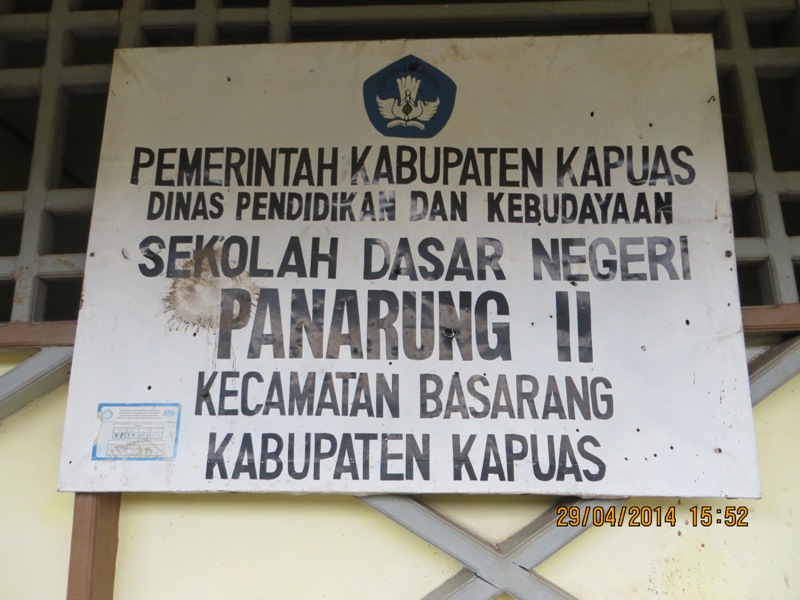 PEMERINTAH KABUPATEN KAPUAS
DINAS PENDIDIKAN DAN KEBUDAYAAN
SEKOLAH DASAR NEGERI
PANARUNG II
KECAMATAN BASARANG
KABUPATEN KAPUAS
29/04/2014 15:52